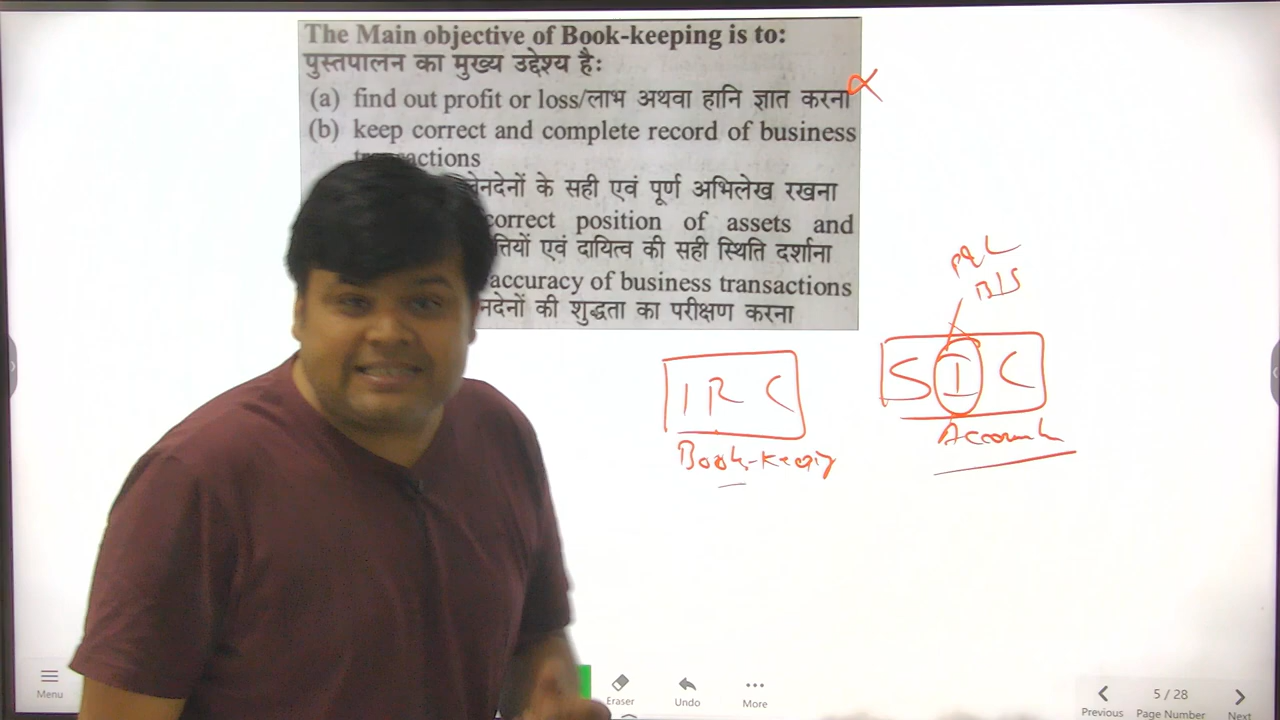 The Main objective of Book-keeping is to:
पुस्तपालन का मुख्य उद्देश्य है:
(a) find out profit or loss/लाभ अथवा हानि ज्ञात करना
(b) keep correct and complete record of business
transactions
लेनदेनों के सही एवं पूर्ण अभिलेख रखना
correct position of assets and
एवं दायित्व की सही स्थिति दर्शाना
accuracy of business transactions
की शुद्धता का परीक्षण करना
P&L
B/S
IRC
SIC
Book-Keeping
Menu
Eraser
Undo
More
Previous
5 / 28
Page Number
Next